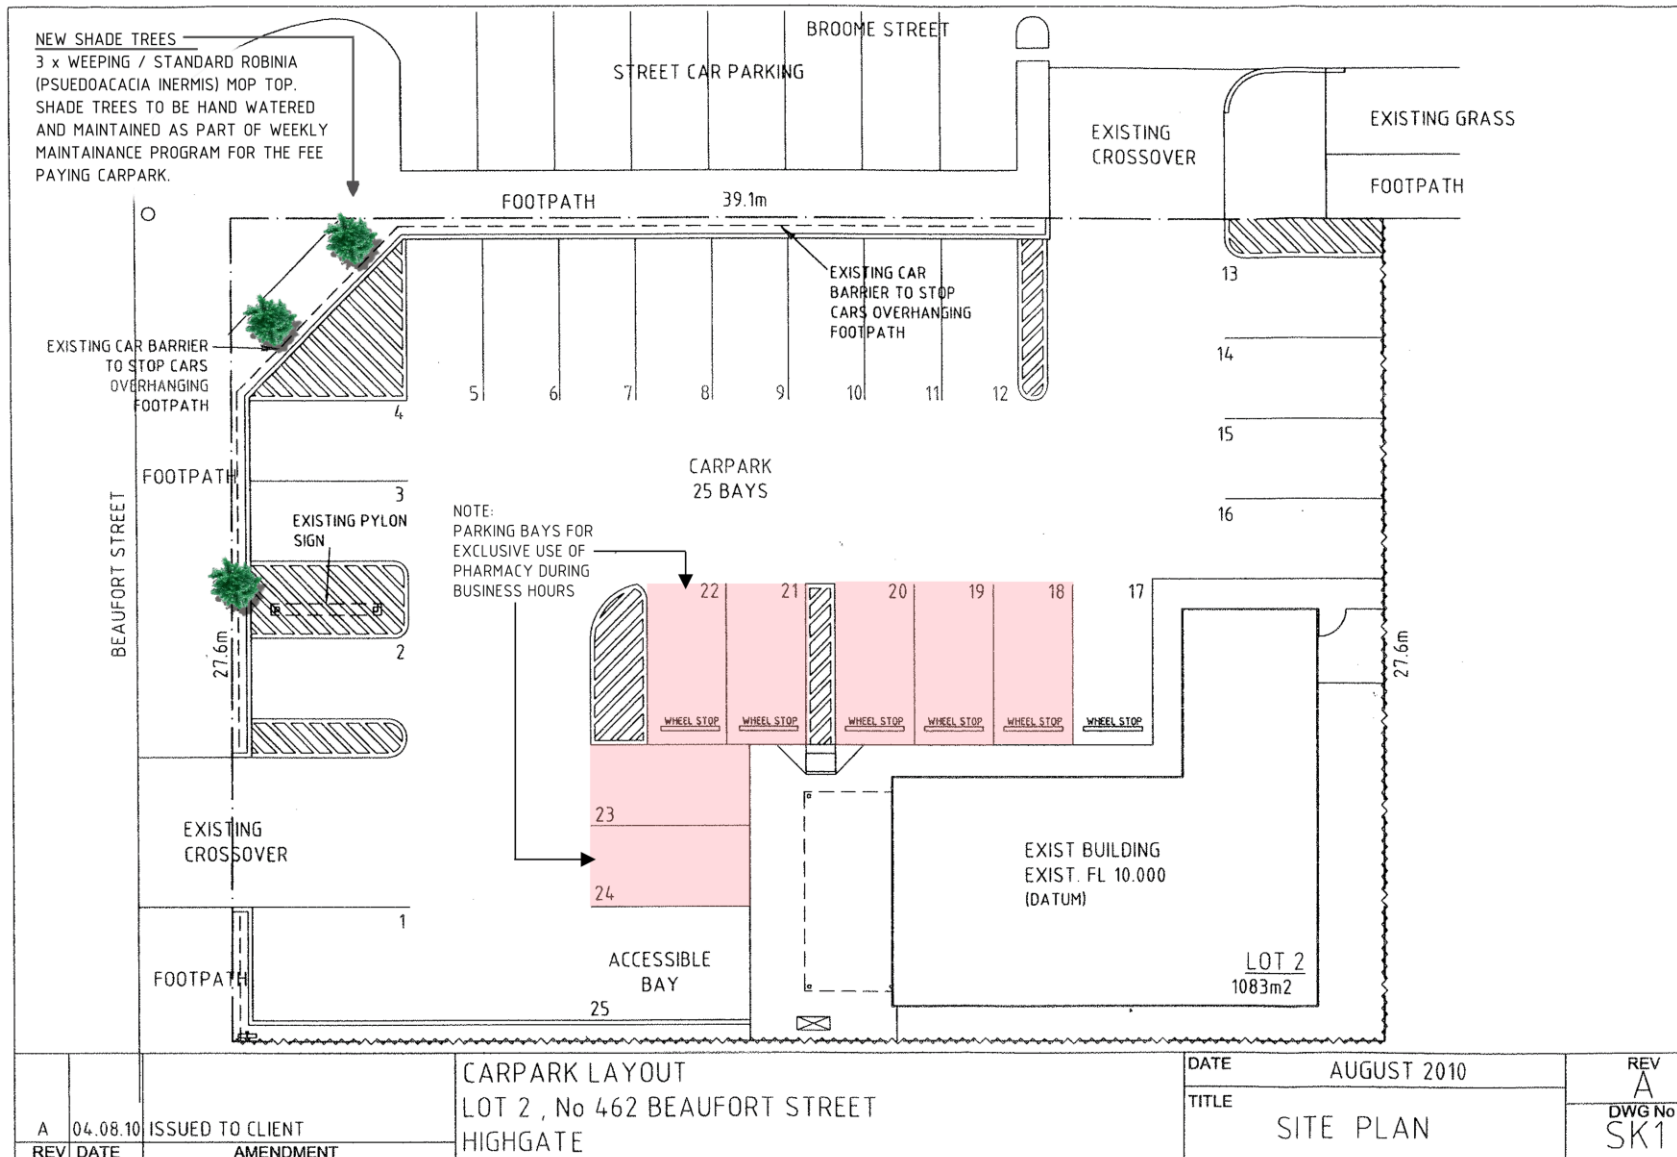 BROOME STREET
NEW SHADE TREES
3 x WEEPING / STANDARD ROBINIA
(PSUEDOACACIA INERMIS) MOP TOP.
SHADE TREES TO BE HAND WATERED
AND MAINTAINED AS PART OF WEEKLY
MAINTAINANCE PROGRAM FOR THE FEE
PAYING CARPARK.
STREET CAR PARKING
EXISTING
CROSSOVER
EXISTING GRASS
FOOTPATH
FOOTPATH
39.1m
EXISTING CAR
BARRIER TO STOP
CARS OVERHANGING
FOOTPATH
EXISTING CAR BARRIER
TO STOP CARS
OVERHANGING
FOOTPATH
4
5
6
7
8
9
10
11
12
13
14
15
16
FOOTPATH
3
CARPARK
25 BAYS
BEAUFORT STREET
EXISTING PYLON
SIGN
NOTE:
PARKING BAYS FOR
EXCLUSIVE USE OF
PHARMACY DURING
BUSINESS HOURS
22
21
20
19
18
17
27.6m
2
27.6m
WHEEL STOP
WHEEL STOP
WHEEL STOP
WHEEL STOP
WHEEL STOP
WHEEL STOP
23
24
EXISTING
CROSSOVER
EXIST BUILDING
EXIST. FL 10.000
(DATUM)
1
FOOTPATH
ACCESSIBLE
BAY
25
LOT 2
1083m2
A 04.08.10 ISSUED TO CLIENT
REV DATE AMENDMENT
CARPARK LAYOUT
LOT 2 , No 462 BEAUFORT STREET
HIGHGATE
DATE AUGUST 2010
TITLE
SITE PLAN
REV
A
DWG No
SK1